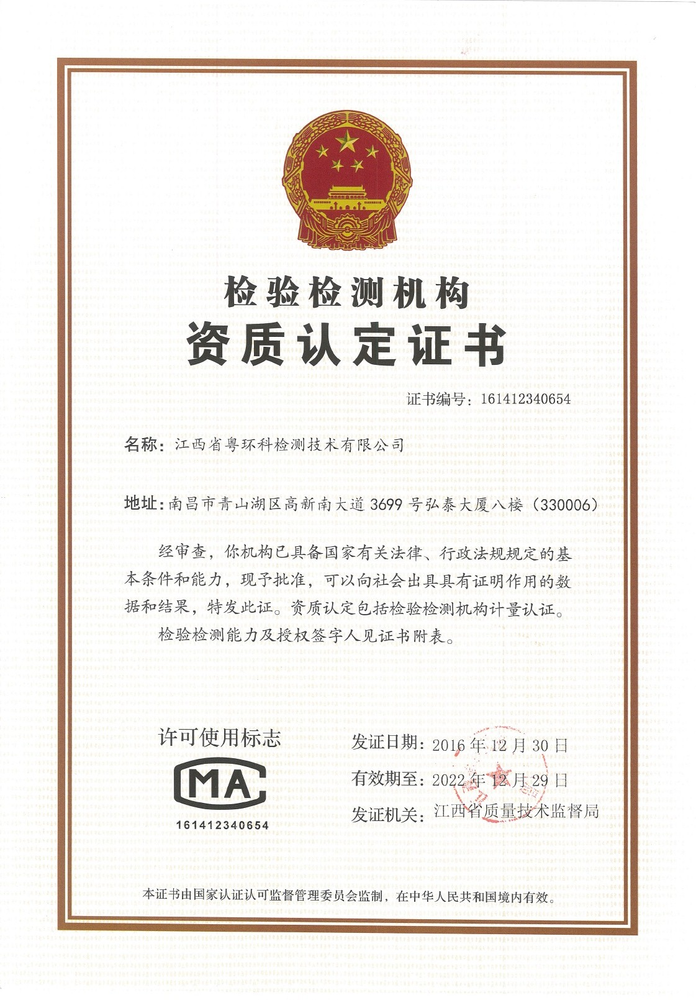 检验检测机构
资质认定证书
证书编号：161412340654
名称：江西省粤环科检测技术有限公司
地址：南昌市青山湖区高新南大道 3699 号弘泰大厦八楼（330006）
经审查，你机构已具备国家有关法律、行政法规规定的基
本条件和能力，现予批准，可以向社会出具具有证明作用的数
据和结果，特发此证。资质认定包括检验检测机构计量认证。
检验检测能力及授权签字人见证书附表。
许可使用标志
MA
161412340654
发证日期：2016 年 12 月 30 日
有效期至：2022 年 12 月 29 日
发证机关：江西省质量技术监督局
本证书由国家认证认可监督管理委员会监制，在中华人民共和国境内有效。